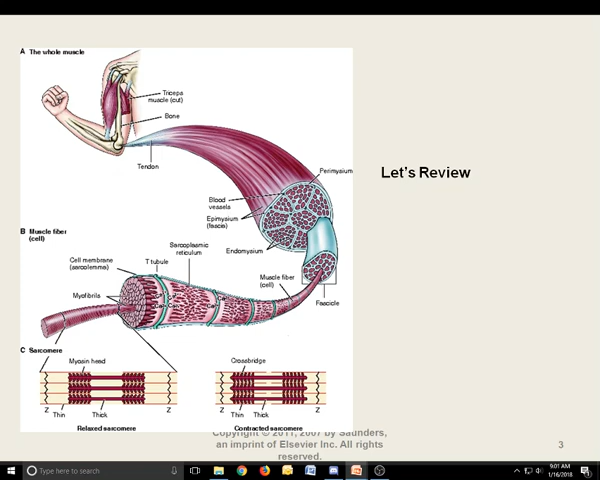 A The whole muscle
Triceps
muscle (cut)
Bone
Tendon
Perimysium
Blood
vessels
Epimysium
(fascia)
Endomysium
Let's Review
B Muscle fiber
(cell)
Sarcoplasmic
reticulum
Cell membrane
(sarcolemma)
T tubule
Muscle fiber
(cell)
Myofibrils
Fascicle
C Sarcomere
Myosin head
Crossbridge
Z Thin Thick Z
Z Thin Thick Z
Relaxed sarcomere
Contracted sarcomere
Copyright © 2011, 2007 by Saunders,
an imprint of Elsevier Inc. All rights
reserved.
3
Type here to search
9:01 AM
1/16/2018